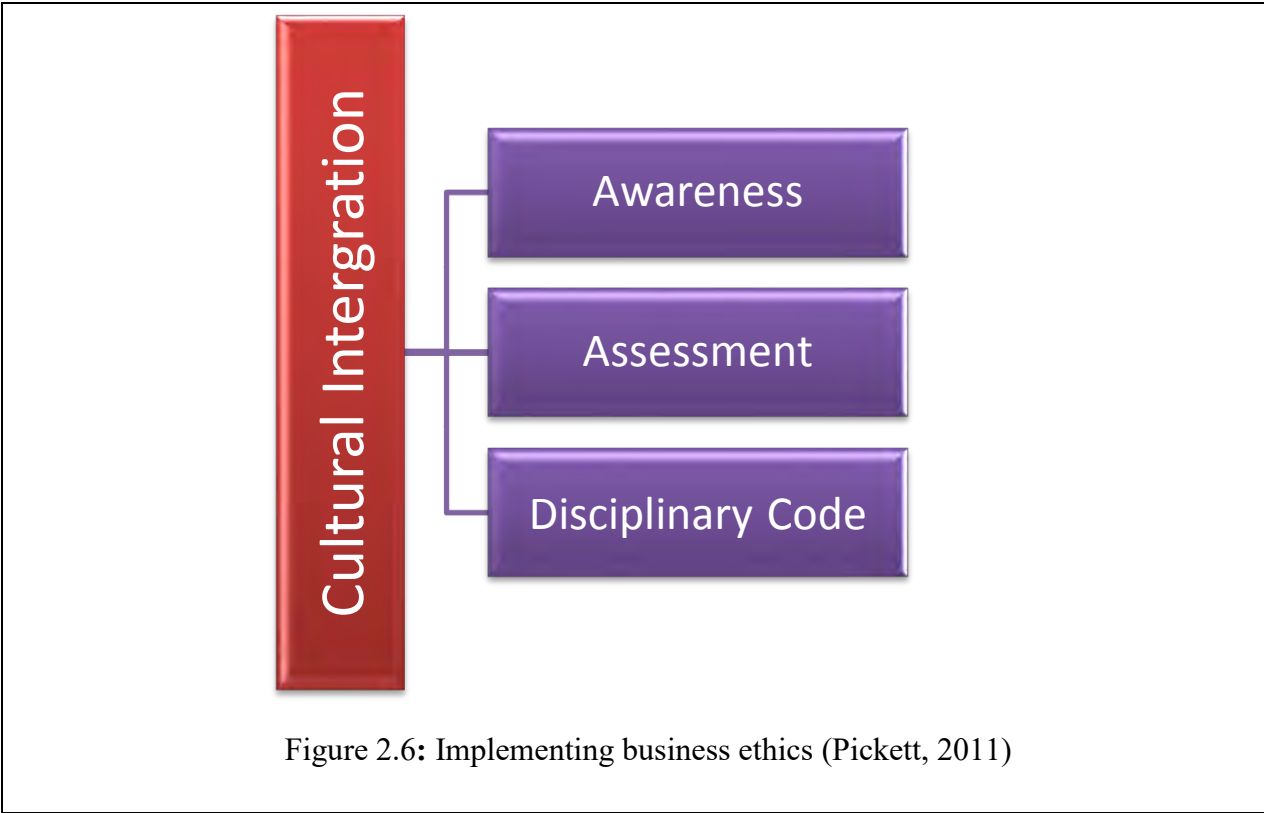 Cultural Intergration
Awareness
Assessment
Disciplinary Code
Figure 2.6: Implementing business ethics (Pickett, 2011)